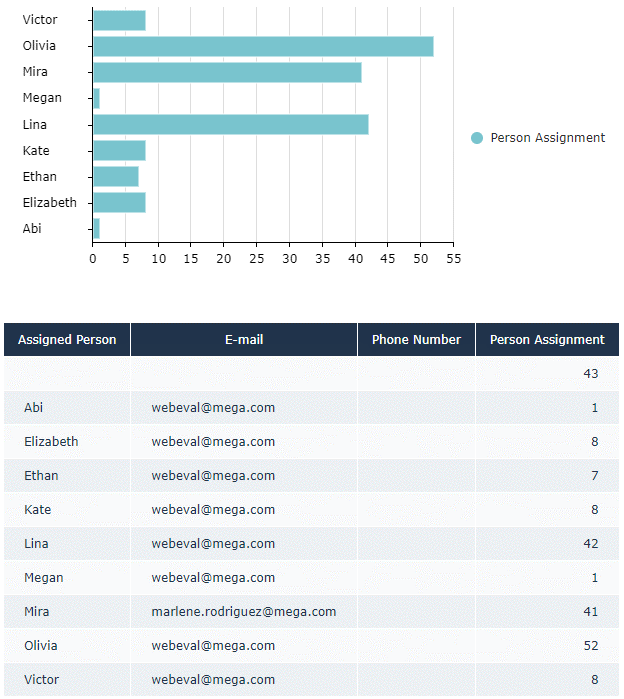 Victor
Olivia
Mira
Megan
Lina
Kate
Ethan
Elizabeth
Abi
0 5 10 15 20 25 30 35 40 45 50 55
Person Assignment
Assigned Person E-mail Phone Number Person Assignment
43
Abi webeval@mega.com 1
Elizabeth webeval@mega.com 8
Ethan webeval@mega.com 7
Kate webeval@mega.com 8
Lina webeval@mega.com 42
Megan webeval@mega.com 1
Mira marlene.rodriguez@mega.com 41
Olivia webeval@mega.com 52
Victor webeval@mega.com 8